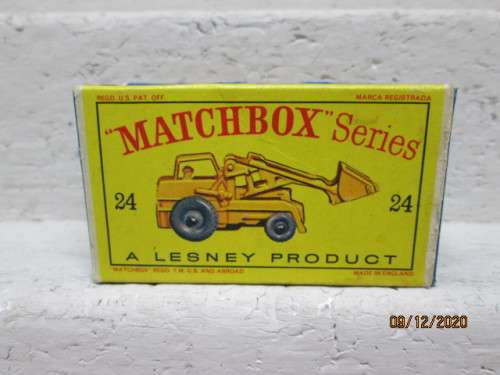 REGD. U.S. PAT. OFF. MARCA REGISTRADA
"MATCHBOX" Series
24 24
A LESNEY PRODUCT
"MATCHBOX" REGD. T.M. U.S. AND ABROAD MADE IN ENGLAND
09/12/2020